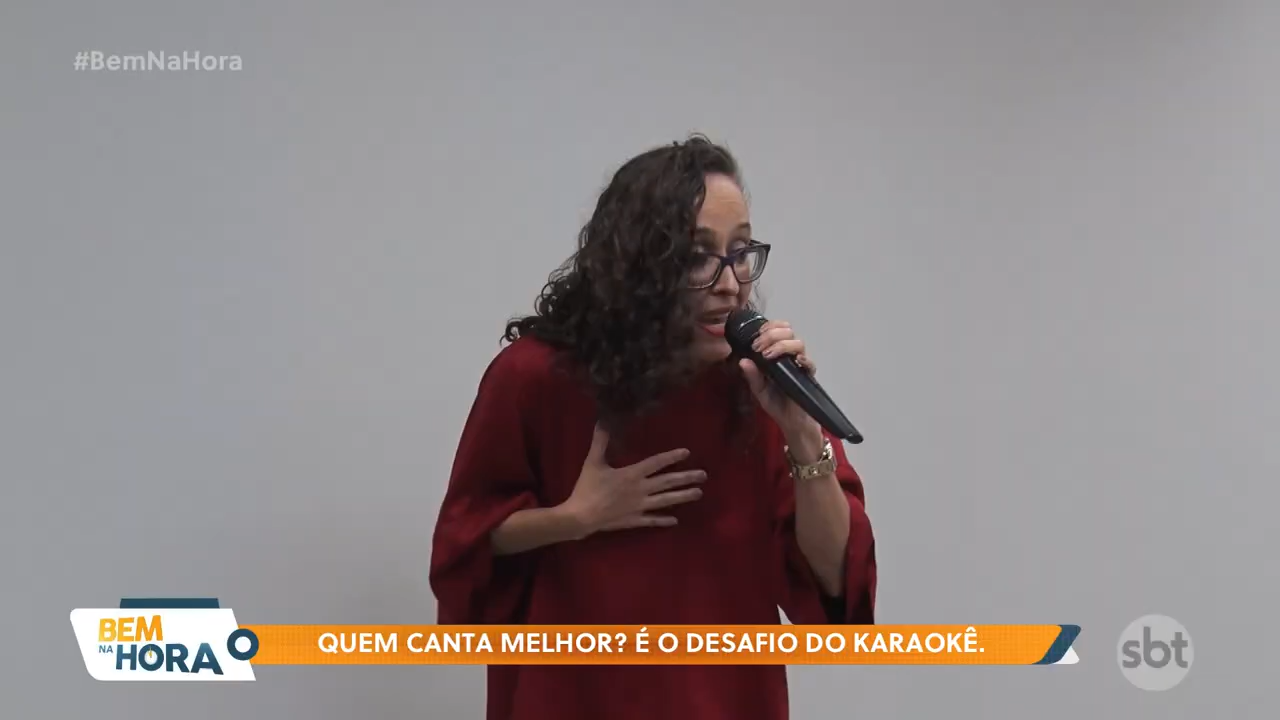 #BemNaHora
BEM
NA HORA
QUEM CANTA MELHOR? É O DESAFIO DO KARAOKÊ.
sbt